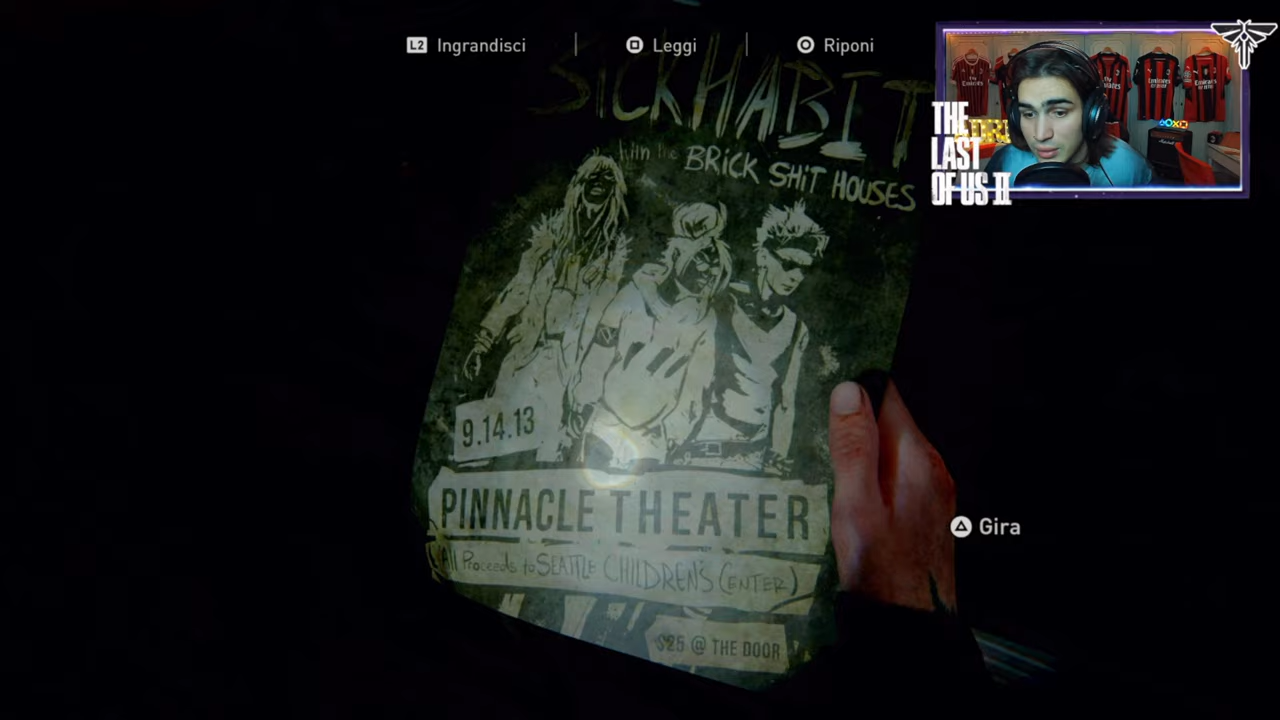 L2 Ingrandisci
Leggi
Riponi
SICKHABIT
With the BRICK SHIT HOUSES
9.14.13
PINNACLE THEATER
(All Proceeds to SEATTLE CHILDREN'S CENTER)
$25 @ THE DOOR
Gira
THE
LAST
OF US II